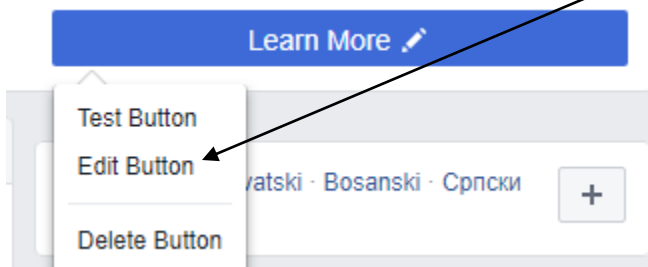 Learn More
Test Button
Edit Button
vatski · Bosanski · Српски
+
Delete Button